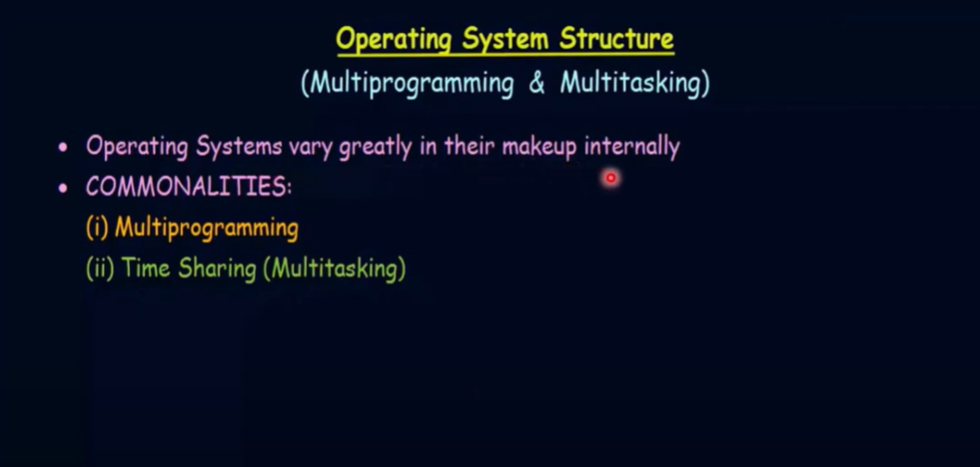 Operating System Structure
(Multiprogramming & Multitasking)
• Operating Systems vary greatly in their makeup internally
• COMMONALITIES:
(i) Multiprogramming
(ii) Time Sharing (Multitasking)